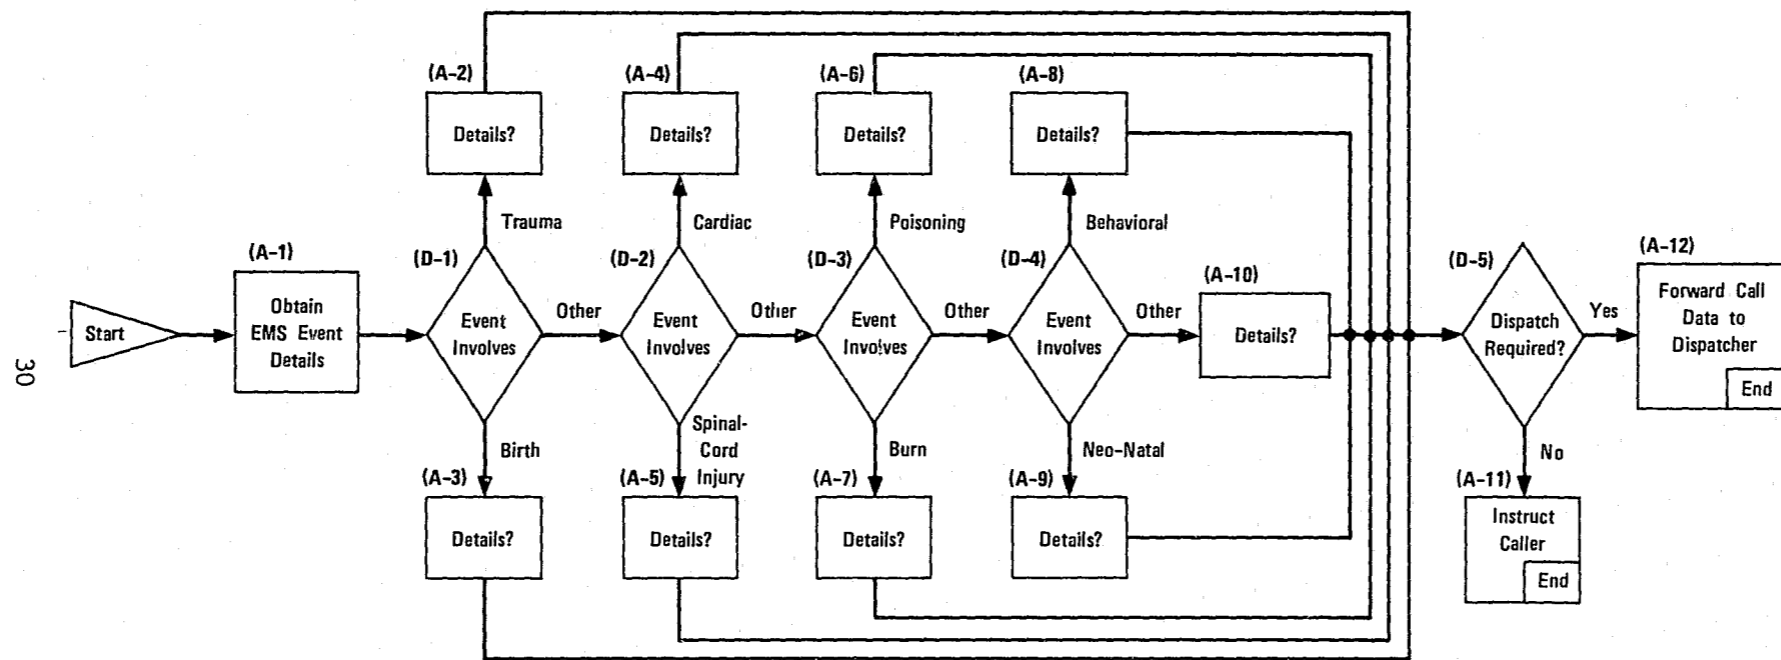 (A-2)
Details?
Trauma
(A-4)
Details?
Cardiac
(A-6)
Details?
Poisoning
(A-8)
Details?
Behavioral
Start
(A-1)
Obtain
EMS Event
Details
(D-1)
Event
Involves
Other
(D-2)
Event
Involves
Other
(D-3)
Event
Involves
Other
(D-4)
Event
Involves
Other
(A-10)
Details?
(D-5)
Dispatch
Required?
Yes
(A-12)
Forward Call
Data to
Dispatcher
End
Birth
(A-3)
Details?
Spinal-
Cord
Injury
(A-5)
Details?
Burn
(A-7)
Details?
Neo-Natal
(A-9)
Details?
No
(A-11)
Instruct
Caller
End
30